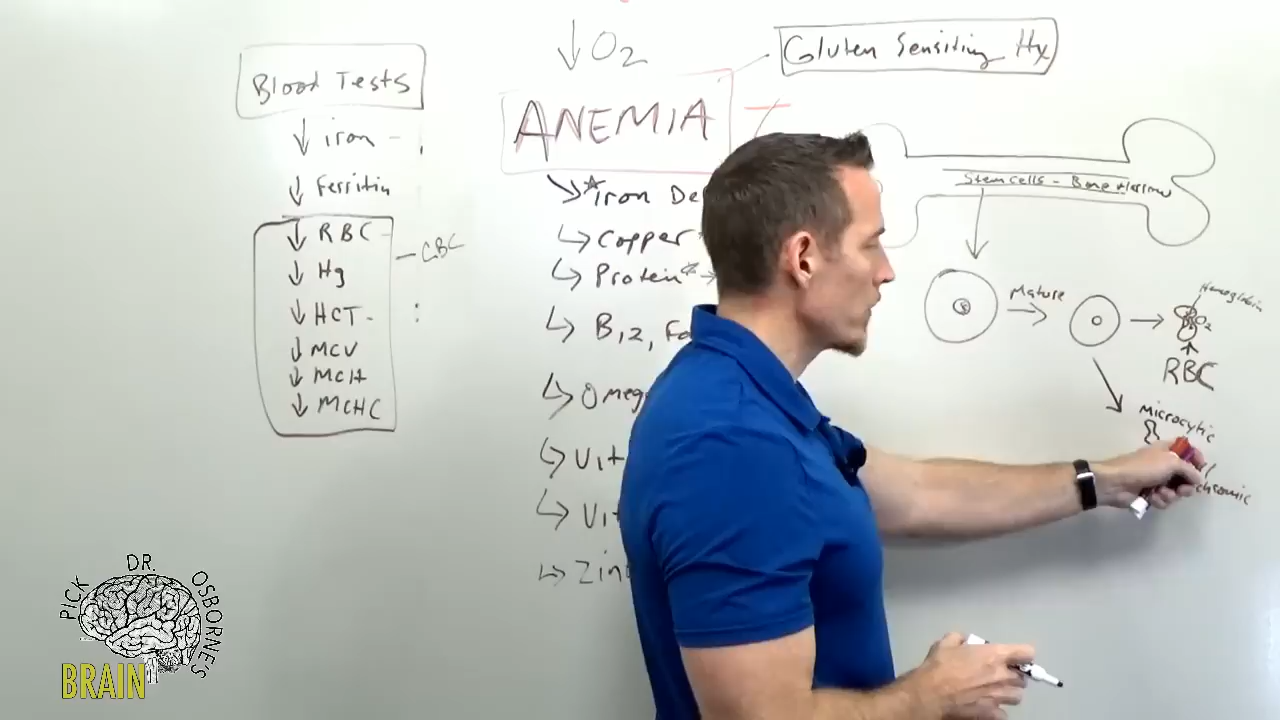 Blood Tests
↓ iron -
↓ Ferritin
↓ RBC - CBC
↓ Hg
↓ HCT -
↓ MCV
↓ MCH
↓ MCHC
↓ O2
ANEMIA
Iron De
Copper
Protein
B12, Fo
Omeg
Vit
Vit
Zin
Gluten Sensitivity Hx
Stem cells - Bone Marrow
Mature
Hemoglobin
O2
RBC
Microcytic
chromic
PICK
DR.
OSBORNE'S
BRAIN